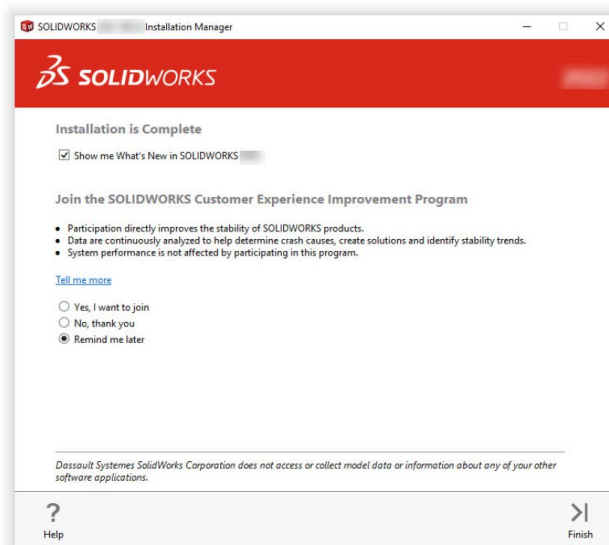 SOLIDWORKS Installation Manager
SOLIDWORKS
Installation is Complete
Show me What's New in SOLIDWORKS
Join the SOLIDWORKS Customer Experience Improvement Program
Participation directly improves the stability of SOLIDWORKS products.
Data are continuously analyzed to help determine crash causes, create solutions and identify stability trends.
System performance is not affected by participating in this program.
Tell me more
Yes, I want to join
No, thank you
Remind me later
Dassault Systemes SolidWorks Corporation does not access or collect model data or information about any of your other
software applications.
?
Help
Finish